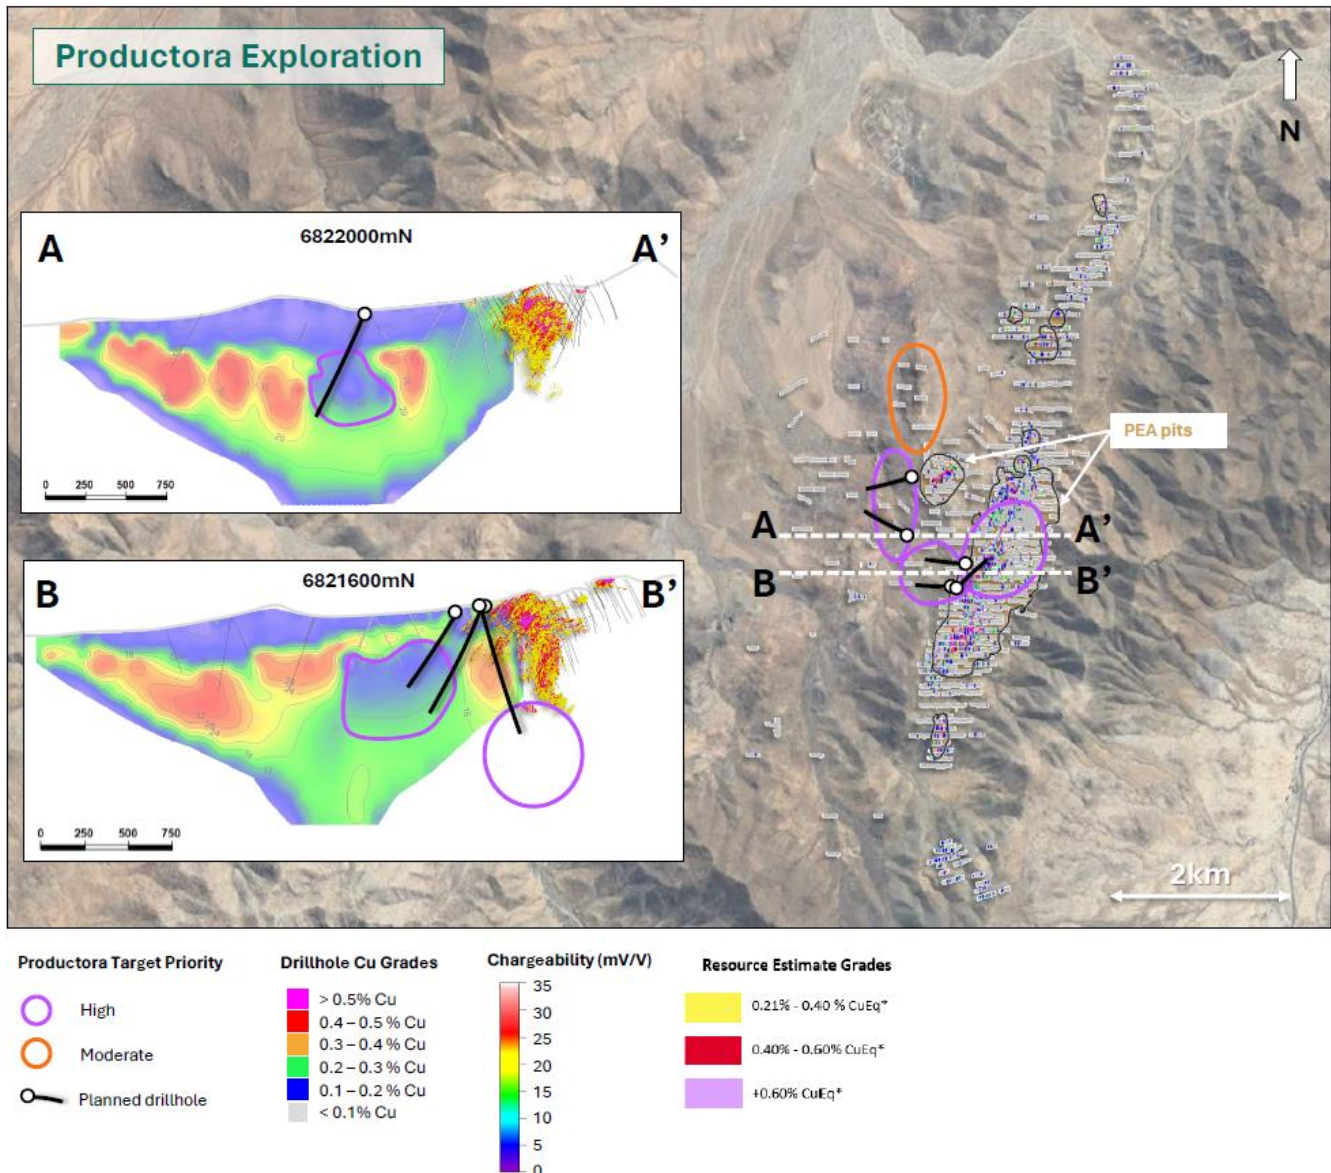 Productora Exploration
N
A
6822000mN
A'
0 250 500 750
B
6821600mN
B'
0 250 500 750
PEA pits
A
A'
B
B'
2km
Productora Target Priority
High
Moderate
Planned drillhole
Drillhole Cu Grades
> 0.5% Cu
0.4 – 0.5 % Cu
0.3 – 0.4 % Cu
0.2 – 0.3 % Cu
0.1 – 0.2 % Cu
< 0.1% Cu
Chargeability (mV/V)
35
30
25
20
15
10
5
0
Resource Estimate Grades
0.21% - 0.40 % CuEq*
0.40% - 0.60% CuEq*
+0.60% CuEq*